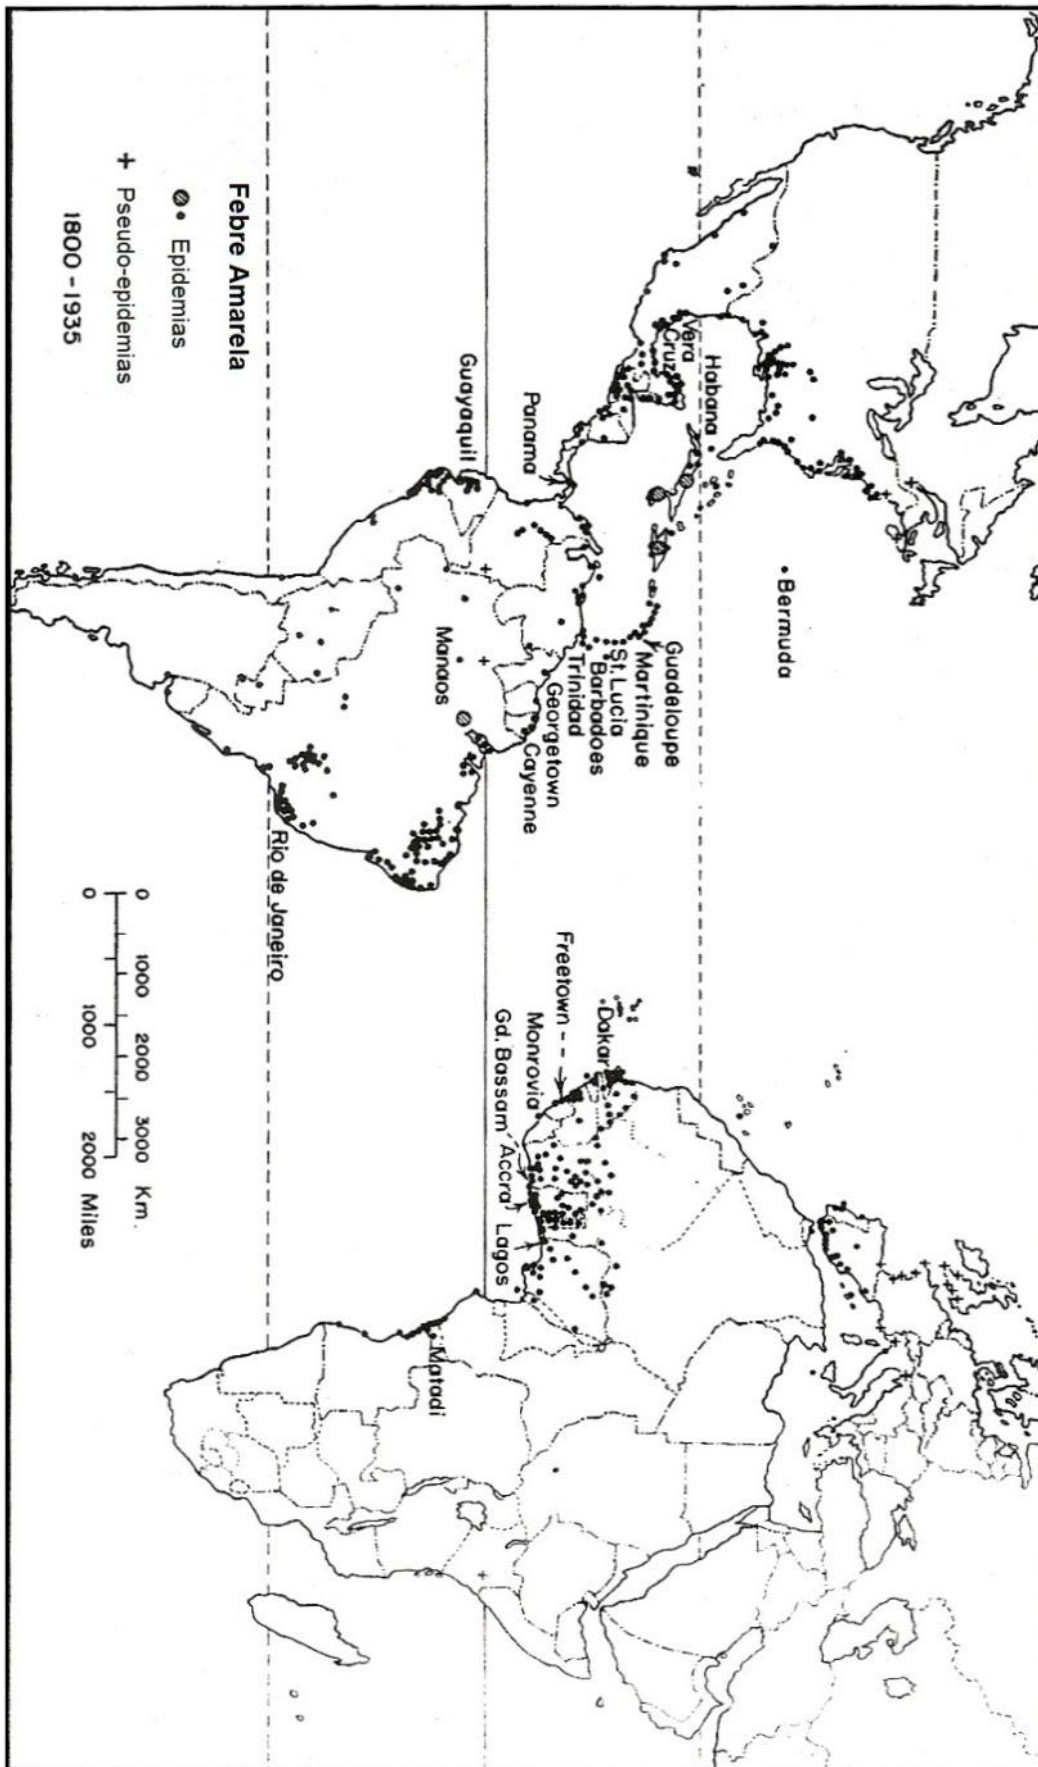 Febre Amarela
Epidemias
+ Pseudo-epidemias
1800 - 1935
Bermuda
Habana
Vera
Cruz
Panama
Guayaquil
Guadeloupe
Martinique
St. Lucia
Barbadoes
Trinidad
Georgetown
Cayenne
Manaos
Rio de Janeiro
Dakar
Freetown
Monrovia
Gd. Bassam
Accra
Lagos
Matadi
0 1000 20000 3000 Km
0 1000 2000 Miles